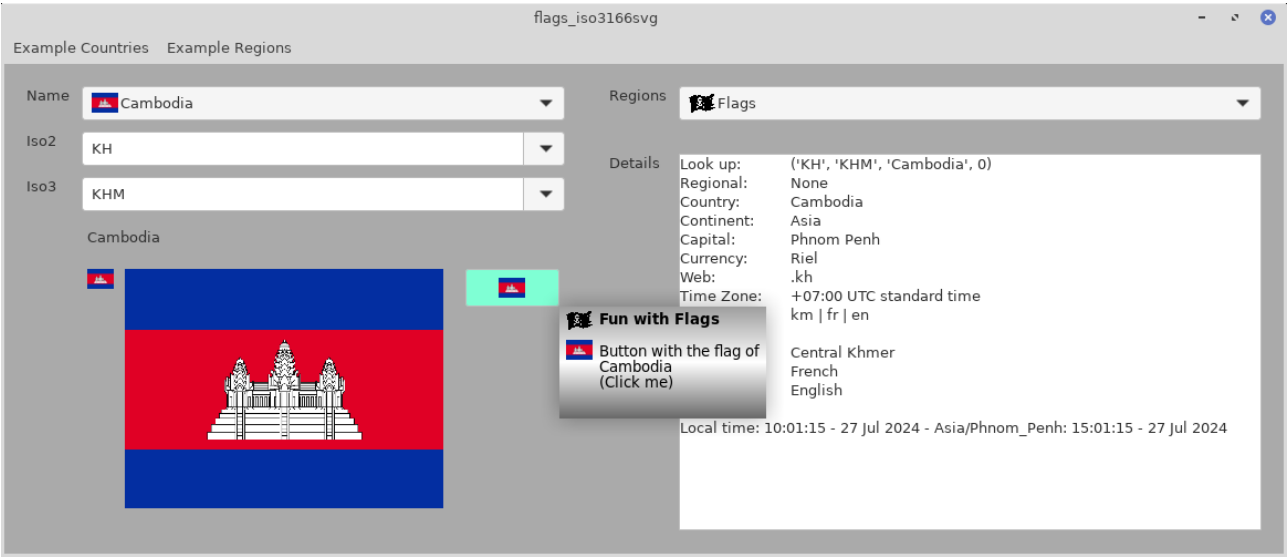 flags_iso3166svg
Example Countries Example Regions
Name Cambodia
Iso2 KH
Iso3 KHM
Cambodia
Regions Flags
Details
Look up: ('KH', 'KHM', 'Cambodia', 0)
Regional: None
Country: Cambodia
Continent: Asia
Capital: Phnom Penh
Currency: Riel
Web: .kh
Time Zone: +07:00 UTC standard time
km | fr | en
Central Khmer
French
English
Local time: 10:01:15 - 27 Jul 2024 - Asia/Phnom_Penh: 15:01:15 - 27 Jul 2024
Fun with Flags
Button with the flag of
Cambodia
(Click me)